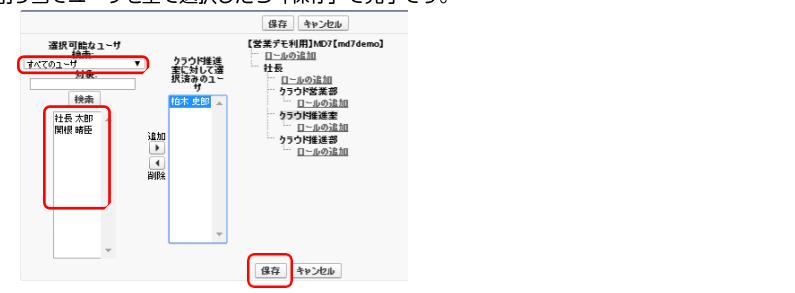 割り当てユーザを全て選択したら「保存」で完了です。
保存 キャンセル
選択可能なユーザ
検索:
すべてのユーザ
対象:
検索
社長 太郎
関根 晴臣
追加
削除
クラウド推進
室に対して選
択済みのユー
ザ
柏木 史郎
【営業デモ利用】MD7[md7demo]
ロールの追加
社長
ロールの追加
クラウド営業部
ロールの追加
クラウド推進室
ロールの追加
クラウド推進部
ロールの追加
保存 キャンセル